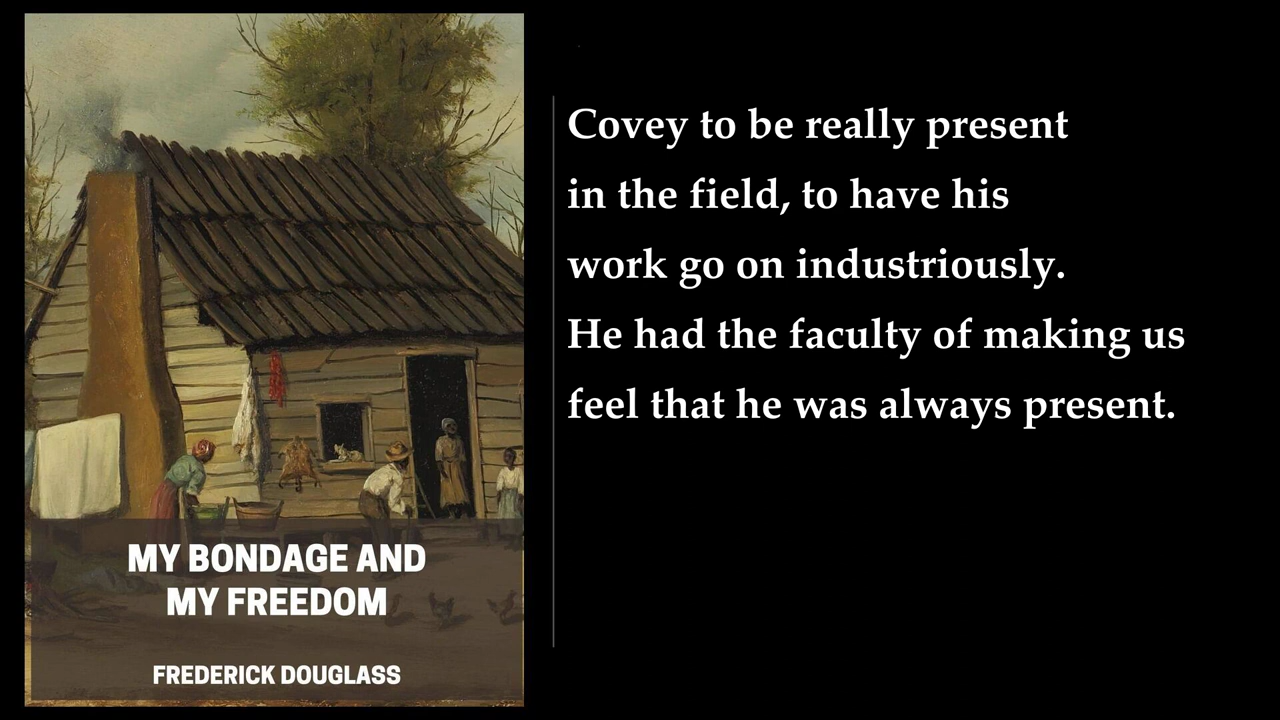 Covey to be really present
in the field, to have his
work go on industriously.
He had the faculty of making us
feel that he was always present.
MY BONDAGE AND
MY FREEDOM
FREDERICK DOUGLASS